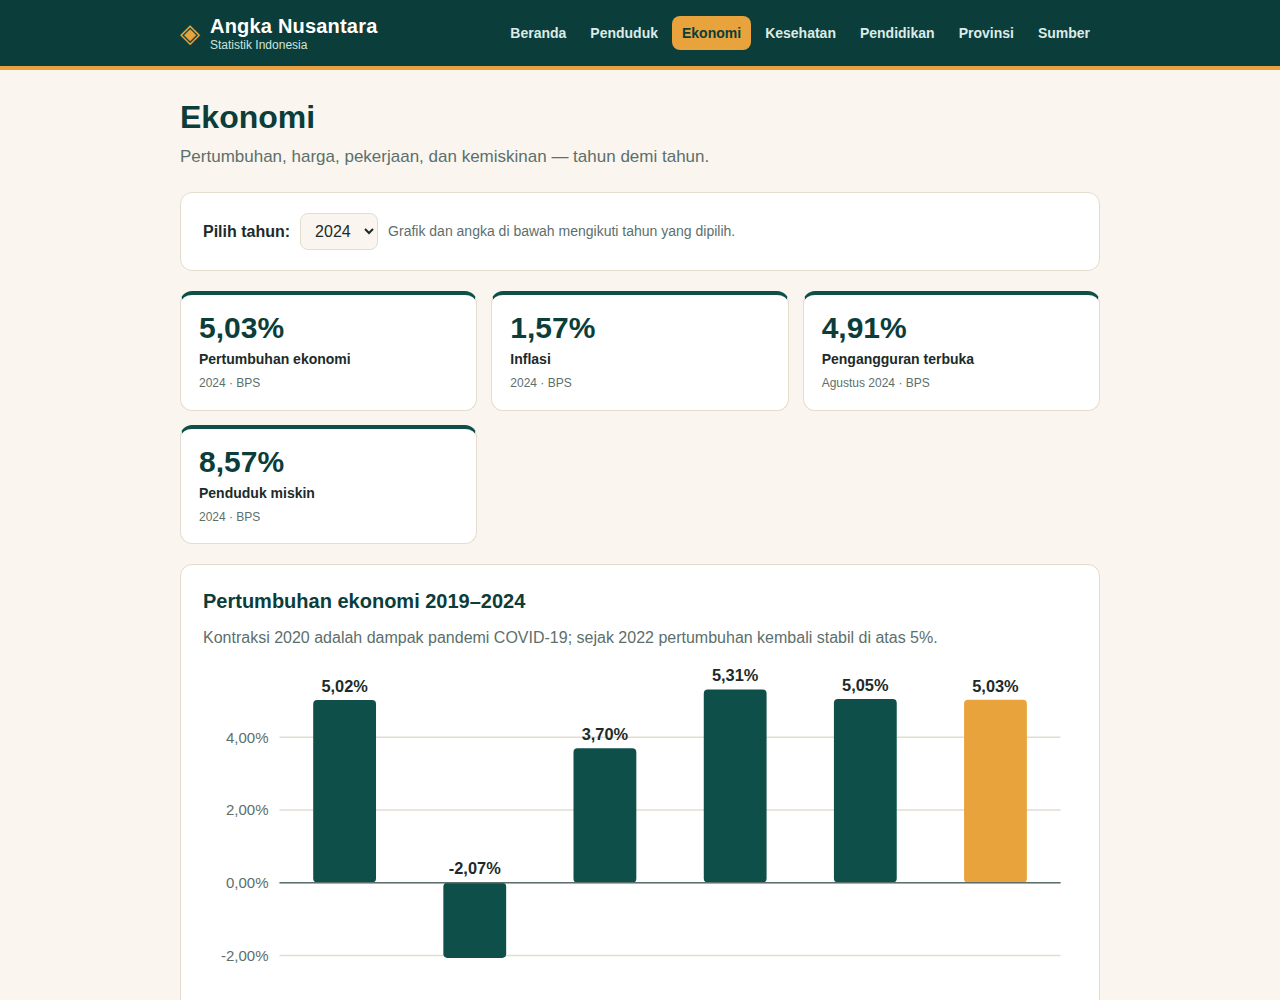 Angka Nusantara
Statistik Indonesia
Beranda Penduduk Ekonomi Kesehatan Pendidikan Provinsi Sumber
Ekonomi
Pertumbuhan, harga, pekerjaan, dan kemiskinan — tahun demi tahun.
Pilih tahun: 2024 Grafik dan angka di bawah mengikuti tahun yang dipilih.
5,03%
Pertumbuhan ekonomi
2024 · BPS
1,57%
Inflasi
2024 · BPS
4,91%
Pengangguran terbuka
Agustus 2024 · BPS
8,57%
Penduduk miskin
2024 · BPS
Pertumbuhan ekonomi 2019–2024
Kontraksi 2020 adalah dampak pandemi COVID-19; sejak 2022 pertumbuhan kembali stabil di atas 5%.
5,02%
-2,07%
3,70%
5,31%
5,05%
5,03%
4,00%
2,00%
0,00%
-2,00%